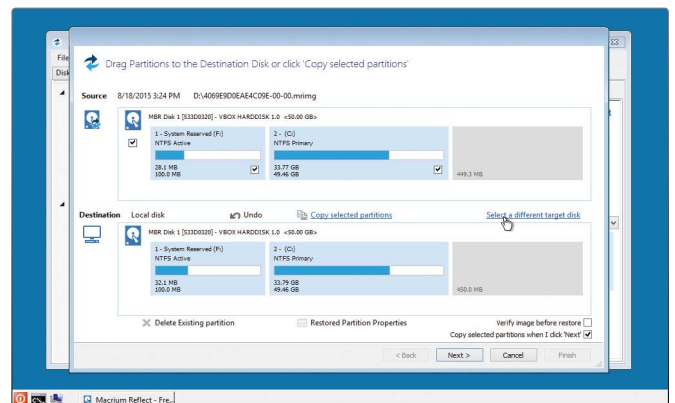 File
Disk
Drag Partitions to the Destination Disk or click 'Copy selected partitions'
Source 8/18/2015 3:24 PM D:\4069E9D0EAE4C09E-00-00.mrimg
MBR Disk 1 [533D0320] - VBOX HARDDISK 1.0 <50.00 GB>
1 - System Reserved (F:) 2 - (C:)
NTFS Active NTFS Primary
28.1 MB 33.77 GB
100.0 MB 49.46 GB 449.3 MB
Destination Local disk Undo Copy selected partitions Select a different target disk
MBR Disk 1 [533D0320] - VBOX HARDDISK 1.0 <50.00 GB>
1 - System Reserved (F:) 2 - (C:)
NTFS Active NTFS Primary
32.1 MB 33.79 GB
100.0 MB 49.46 GB 450.0 MB
Delete Existing partition Restored Partition Properties Verify image before restore
Copy selected partitions when I click 'Next'
< Back Next > Cancel Finish
Macrium Reflect - Fre...